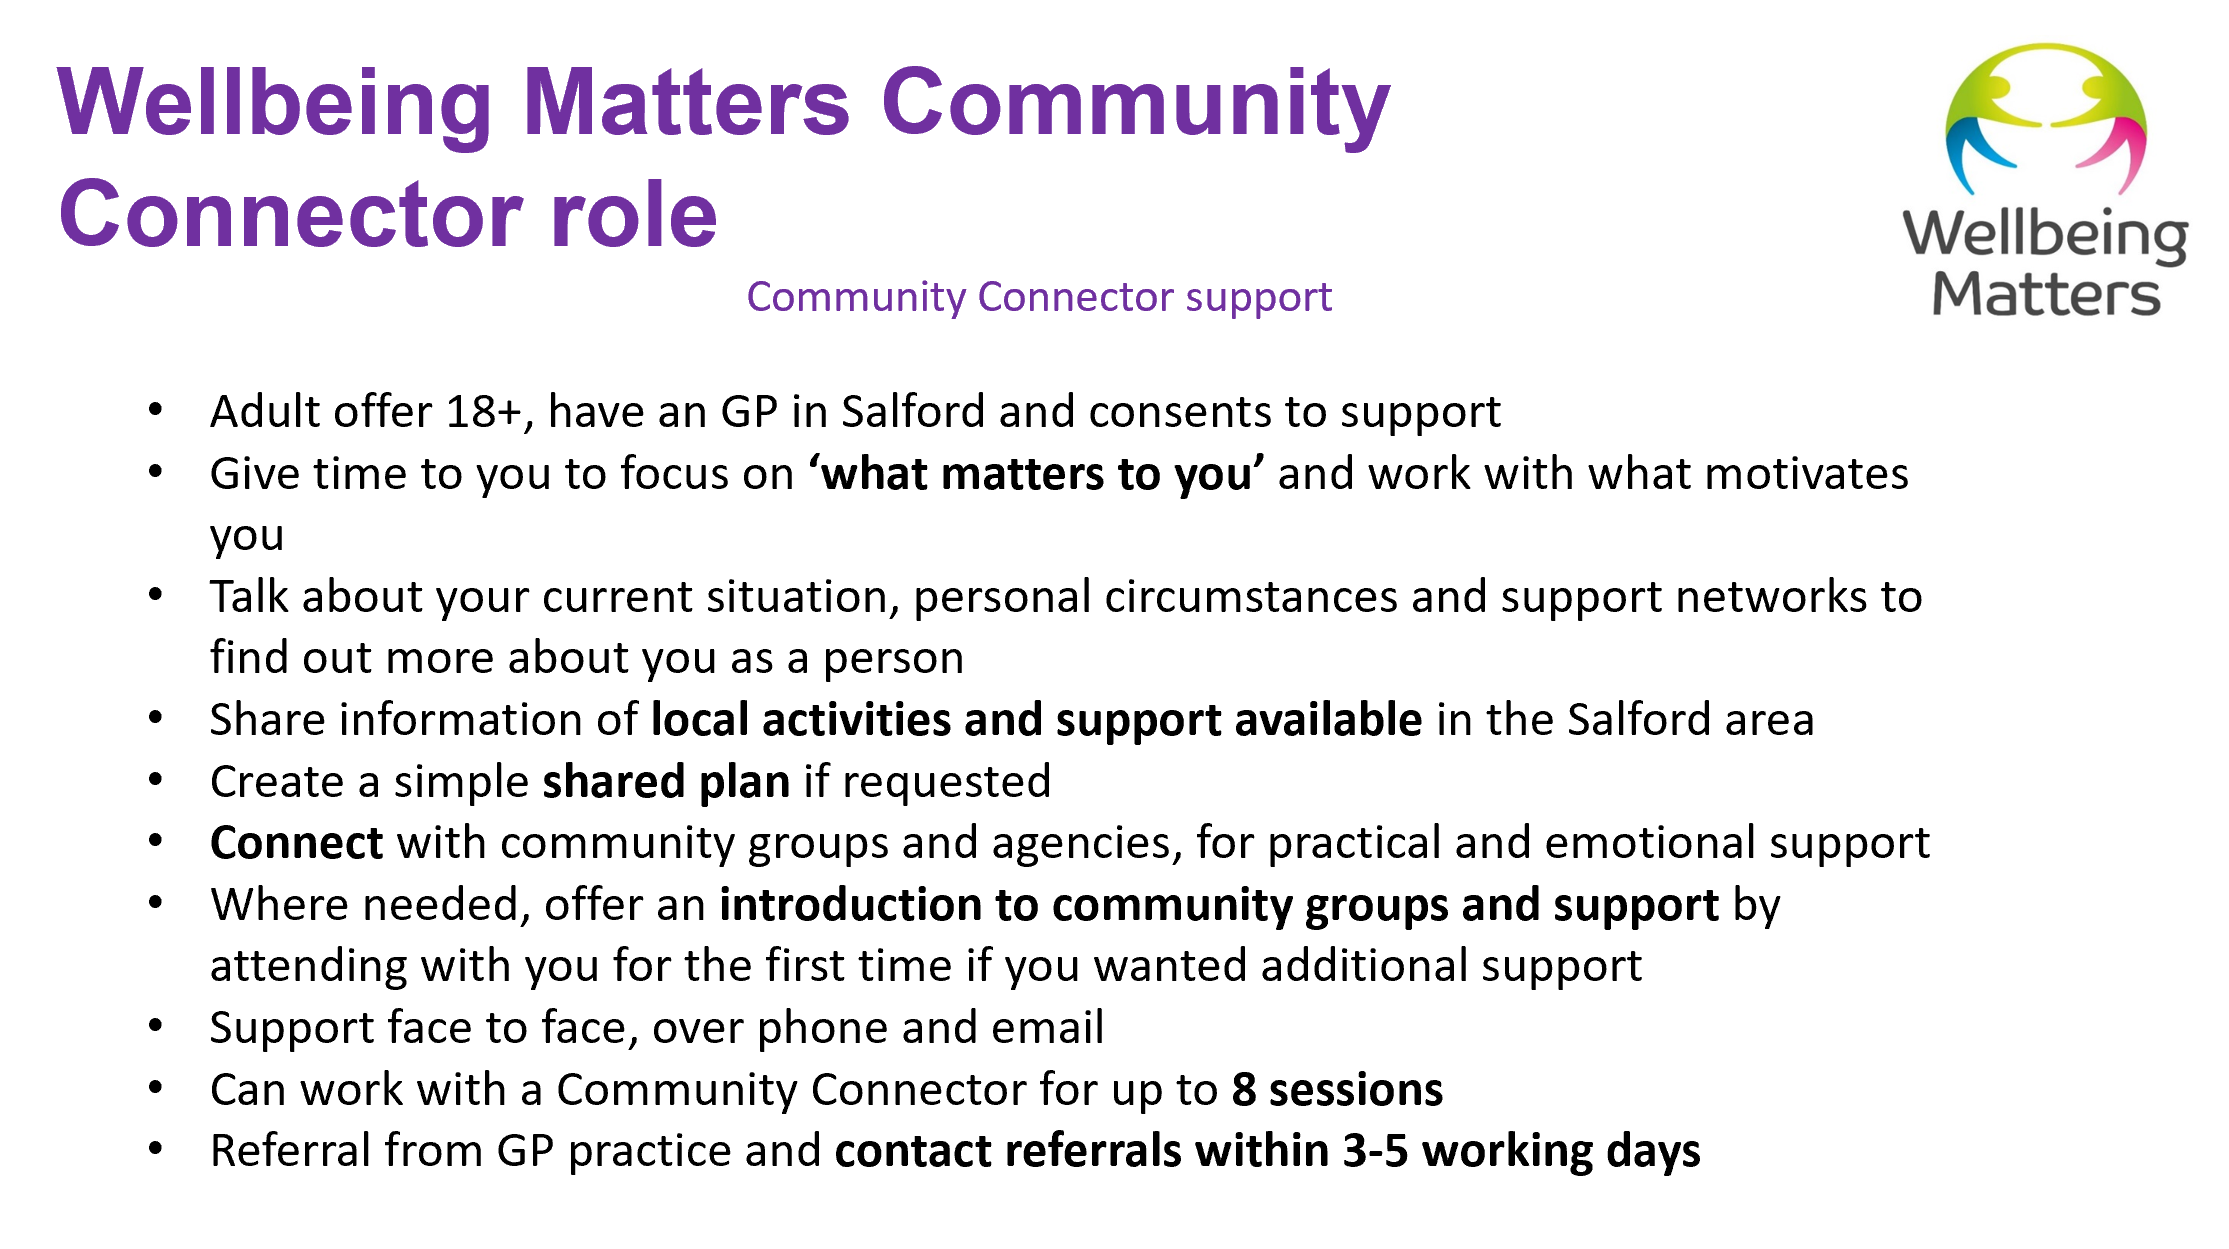 Wellbeing Matters Community
Connector role
Wellbeing
Matters
Community Connector support
• Adult offer 18+, have an GP in Salford and consents to support
• Give time to you to focus on ‘what matters to you’ and work with what motivates
you
• Talk about your current situation, personal circumstances and support networks to
find out more about you as a person
• Share information of local activities and support available in the Salford area
• Create a simple shared plan if requested
• Connect with community groups and agencies, for practical and emotional support
• Where needed, offer an introduction to community groups and support by
attending with you for the first time if you wanted additional support
• Support face to face, over phone and email
• Can work with a Community Connector for up to 8 sessions
• Referral from GP practice and contact referrals within 3-5 working days